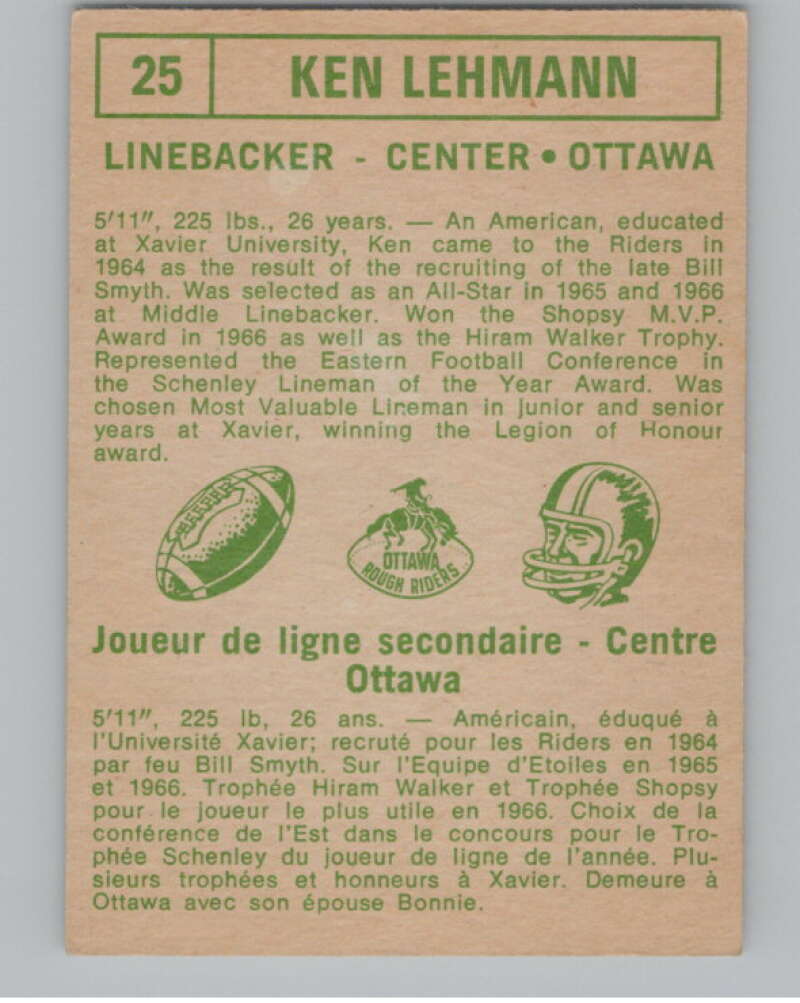 25 KEN LEHMANN
LINEBACKER - CENTER • OTTAWA
5'11", 225 lbs., 26 years. — An American, educated
at Xavier University, Ken came to the Riders in
1964 as the result of the recruiting of the late Bill
Smyth. Was selected as an All-Star in 1965 and 1966
at Middle Linebacker. Won the Shopsy M.V.P.
Award in 1966 as well as the Hiram Walker Trophy.
Represented the Eastern Football Conference in
the Schenley Lineman of the Year Award. Was
chosen Most Valuable Lineman in junior and senior
years at Xavier, winning the Legion of Honour
award.
OTTAWA
ROUGH RIDERS
Joueur de ligne secondaire - Centre
Ottawa
5'11", 225 lb, 26 ans. — Américain, éduqué à
l'Université Xavier; recruté pour les Riders en 1964
par feu Bill Smyth. Sur l'Equipe d'Etoiles en 1965
et 1966. Trophée Hiram Walker et Trophée Shopsy
pour le joueur le plus utile en 1966. Choix de la
conférence de l'Est dans le concours pour le Tro-
phée Schenley du joueur de ligne de l'année. Plu-
sieurs trophées et honneurs à Xavier. Demeure à
Ottawa avec son épouse Bonnie.